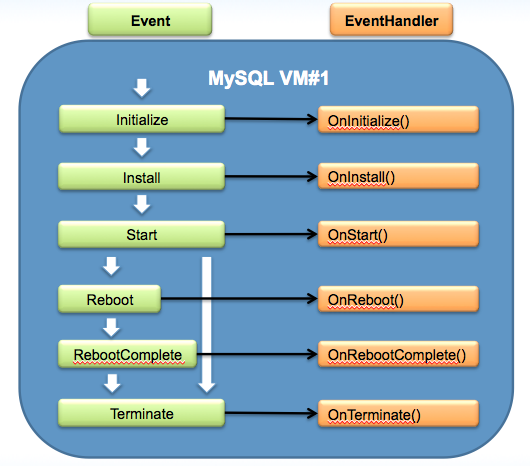 Event
EventHandler
MySQL VM#1
Initialize
OnInitialize()
Install
OnInstall()
Start
OnStart()
Reboot
OnReboot()
RebootComplete
OnRebootComplete()
Terminate
OnTerminate()